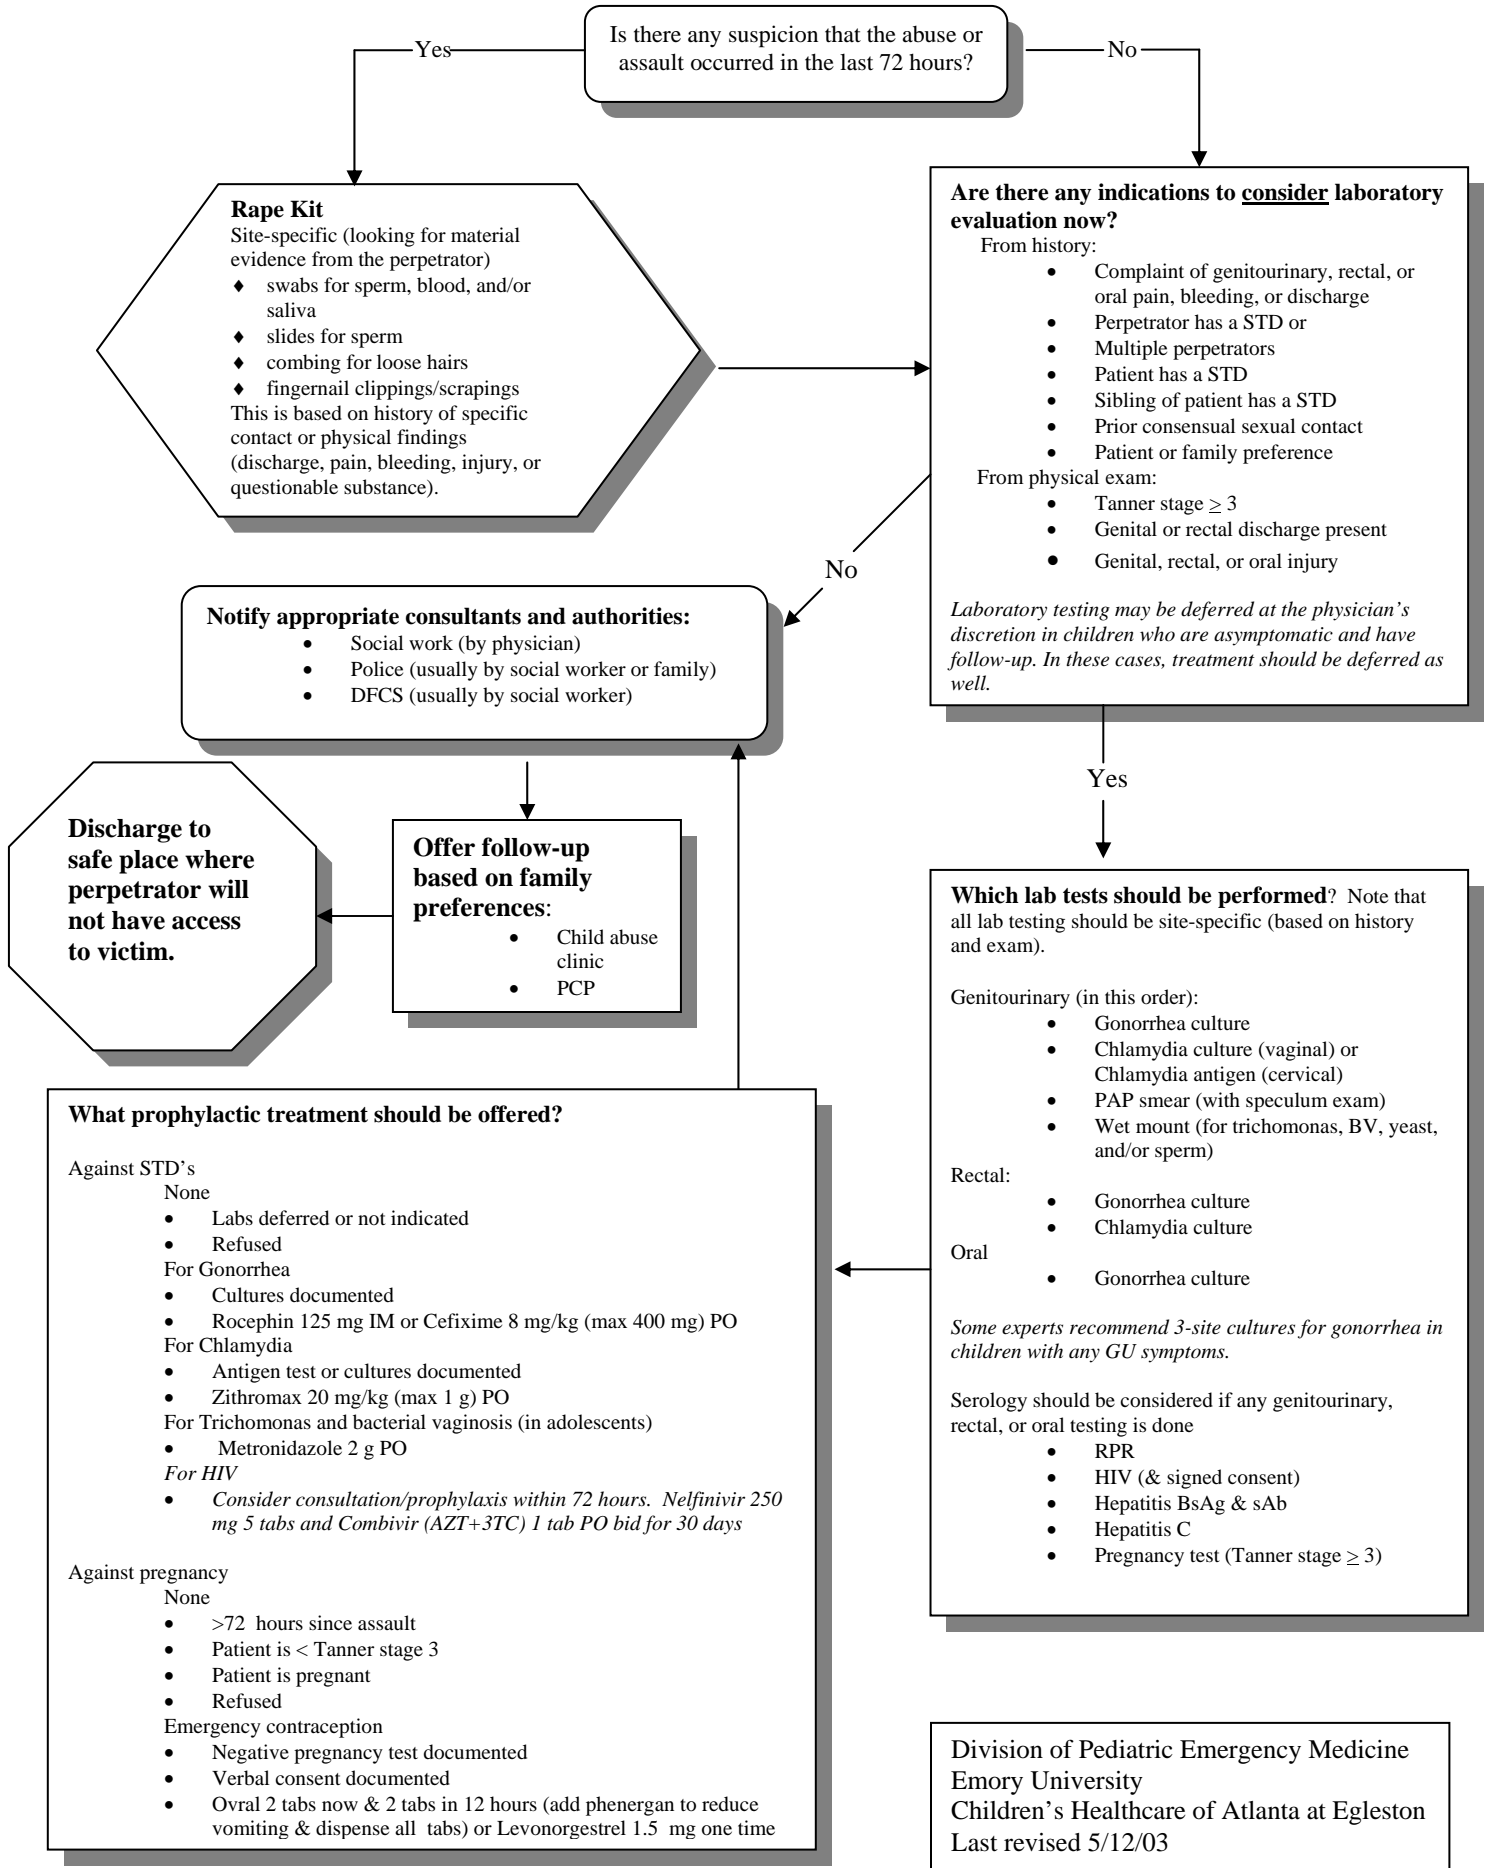 Is there any suspicion that the abuse or
assault occurred in the last 72 hours?
Yes
No
Rape Kit
Site-specific (looking for material
evidence from the perpetrator)
♦ swabs for sperm, blood, and/or
saliva
♦ slides for sperm
♦ combing for loose hairs
♦ fingernail clippings/scrapings
This is based on history of specific
contact or physical findings
(discharge, pain, bleeding, injury, or
questionable substance).
Are there any indications to consider laboratory
evaluation now?
From history:
• Complaint of genitourinary, rectal, or
oral pain, bleeding, or discharge
• Perpetrator has a STD or
• Multiple perpetrators
• Patient has a STD
• Sibling of patient has a STD
• Prior consensual sexual contact
• Patient or family preference
From physical exam:
• Tanner stage ≥ 3
• Genital or rectal discharge present
• Genital, rectal, or oral injury
Laboratory testing may be deferred at the physician's
discretion in children who are asymptomatic and have
follow-up. In these cases, treatment should be deferred as
well.
No
Yes
Notify appropriate consultants and authorities:
• Social work (by physician)
• Police (usually by social worker or family)
• DFCS (usually by social worker)
Discharge to
safe place where
perpetrator will
not have access
to victim.
Offer follow-up
based on family
preferences:
• Child abuse
clinic
• PCP
Which lab tests should be performed? Note that
all lab testing should be site-specific (based on history
and exam).
Genitourinary (in this order):
• Gonorrhea culture
• Chlamydia culture (vaginal) or
Chlamydia antigen (cervical)
• PAP smear (with speculum exam)
• Wet mount (for trichomonas, BV, yeast,
and/or sperm)
Rectal:
• Gonorrhea culture
• Chlamydia culture
Oral
• Gonorrhea culture
Some experts recommend 3-site cultures for gonorrhea in
children with any GU symptoms.
Serology should be considered if any genitourinary,
rectal, or oral testing is done
• RPR
• HIV (& signed consent)
• Hepatitis BsAg & sAb
• Hepatitis C
• Pregnancy test (Tanner stage ≥ 3)
What prophylactic treatment should be offered?
Against STD's
None
• Labs deferred or not indicated
• Refused
For Gonorrhea
• Cultures documented
• Rocephin 125 mg IM or Cefixime 8 mg/kg (max 400 mg) PO
For Chlamydia
• Antigen test or cultures documented
• Zithromax 20 mg/kg (max 1 g) PO
For Trichomonas and bacterial vaginosis (in adolescents)
• Metronidazole 2 g PO
For HIV
• Consider consultation/prophylaxis within 72 hours. Nelfinivir 250
mg 5 tabs and Combivir (AZT+3TC) 1 tab PO bid for 30 days
Against pregnancy
None
• >72 hours since assault
• Patient is < Tanner stage 3
• Patient is pregnant
• Refused
Emergency contraception
• Negative pregnancy test documented
• Verbal consent documented
• Ovral 2 tabs now & 2 tabs in 12 hours (add phenergan to reduce
vomiting & dispense all tabs) or Levonorgestrel 1.5 mg one time
Division of Pediatric Emergency Medicine
Emory University
Children's Healthcare of Atlanta at Egleston
Last revised 5/12/03